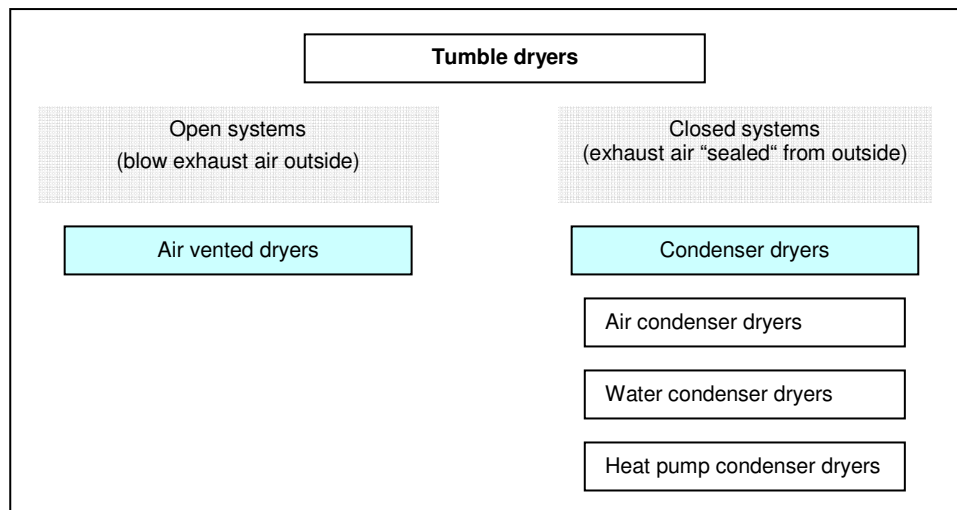 Tumble dryers
Open systems
(blow exhaust air outside)
Closed systems
(exhaust air “sealed“ from outside)
Air vented dryers
Condenser dryers
Air condenser dryers
Water condenser dryers
Heat pump condenser dryers